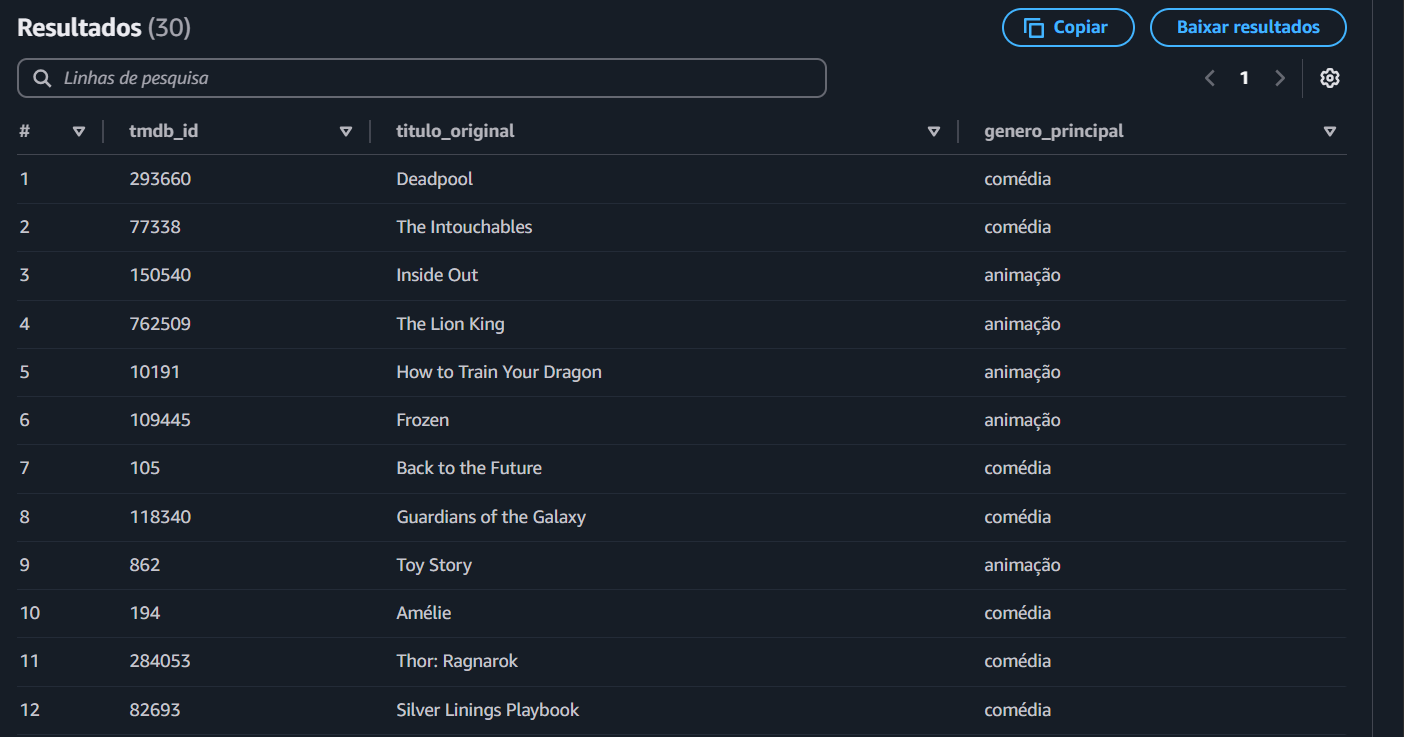 Resultados (30) Copiar Baixar resultados
Linhas de pesquisa 1
# tmdb_id titulo_original genero_principal
1 293660 Deadpool comédia
2 77338 The Intouchables comédia
3 150540 Inside Out animação
4 762509 The Lion King animação
5 10191 How to Train Your Dragon animação
6 109445 Frozen animação
7 105 Back to the Future comédia
8 118340 Guardians of the Galaxy comédia
9 862 Toy Story animação
10 194 Amélie comédia
11 284053 Thor: Ragnarok comédia
12 82693 Silver Linings Playbook comédia